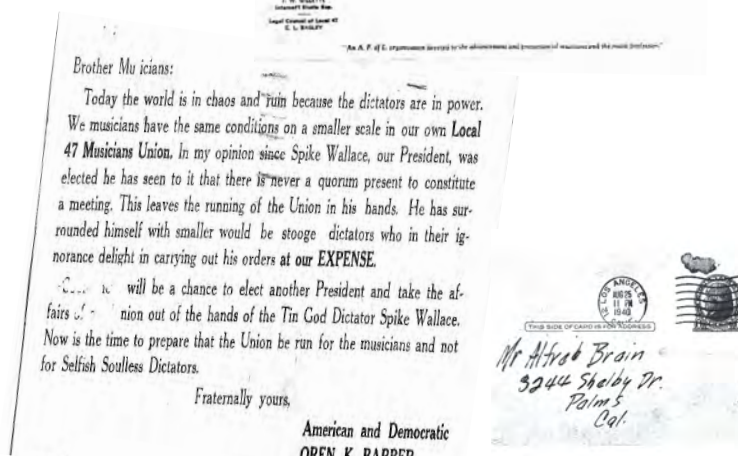 Legal Counsel of Local 47
C. L. BAGLEY
"An A. F. of L. organization devoted to the advancement and protection of musicians and the music profession."
Brother Mu icians:
Today the world is in chaos and ruin because the dictators are in power.
We musicians have the same conditions on a smaller scale in our own Local
47 Musicians Union. In my opinion since Spike Wallace, our President, was
elected he has seen to it that there is never a quorum present to constitute
a meeting. This leaves the running of the Union in his hands. He has sur-
rounded himself with smaller would be stooge dictators who in their ig-
norance delight in carrying out his orders at our EXPENSE.
will be a chance to elect another President and take the af-
fairs of nion out of the hands of the Tin God Dictator Spike Wallace.
Now is the time to prepare that the Union be run for the musicians and not
for Selfish Soulless Dictators.
Fraternally yours,
American and Democratic
OREN K. BARBER
LOS ANGELES
AUG 25
11 PM
1940
THIS SIDE OF CARD IS FOR ADDRESS
Mr Alfred Brain
3244 Shelby Dr.
Palms
Cal.